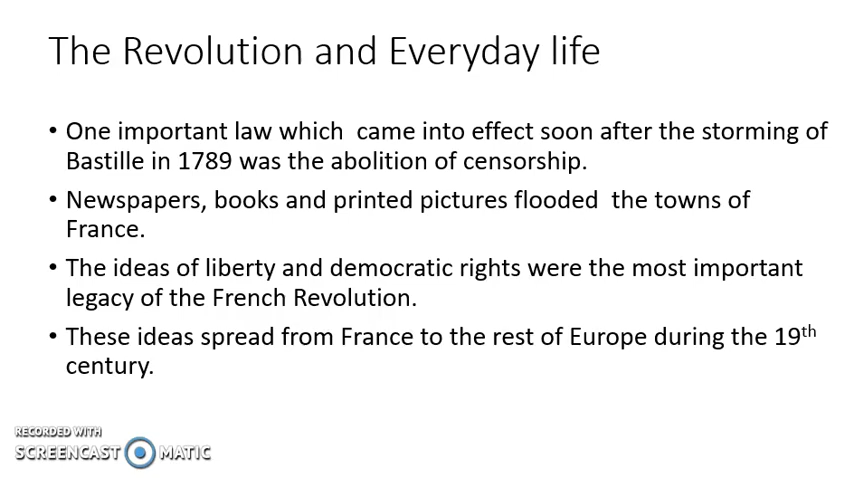 The Revolution and Everyday life
• One important law which  came into effect soon after the storming of
Bastille in 1789 was the abolition of censorship.
• Newspapers, books and printed pictures flooded  the towns of
France.
• The ideas of liberty and democratic rights were the most important
legacy of the French Revolution.
• These ideas spread from France to the rest of Europe during the 19th
century.
RECORDED WITH
SCREENCAST MATIC